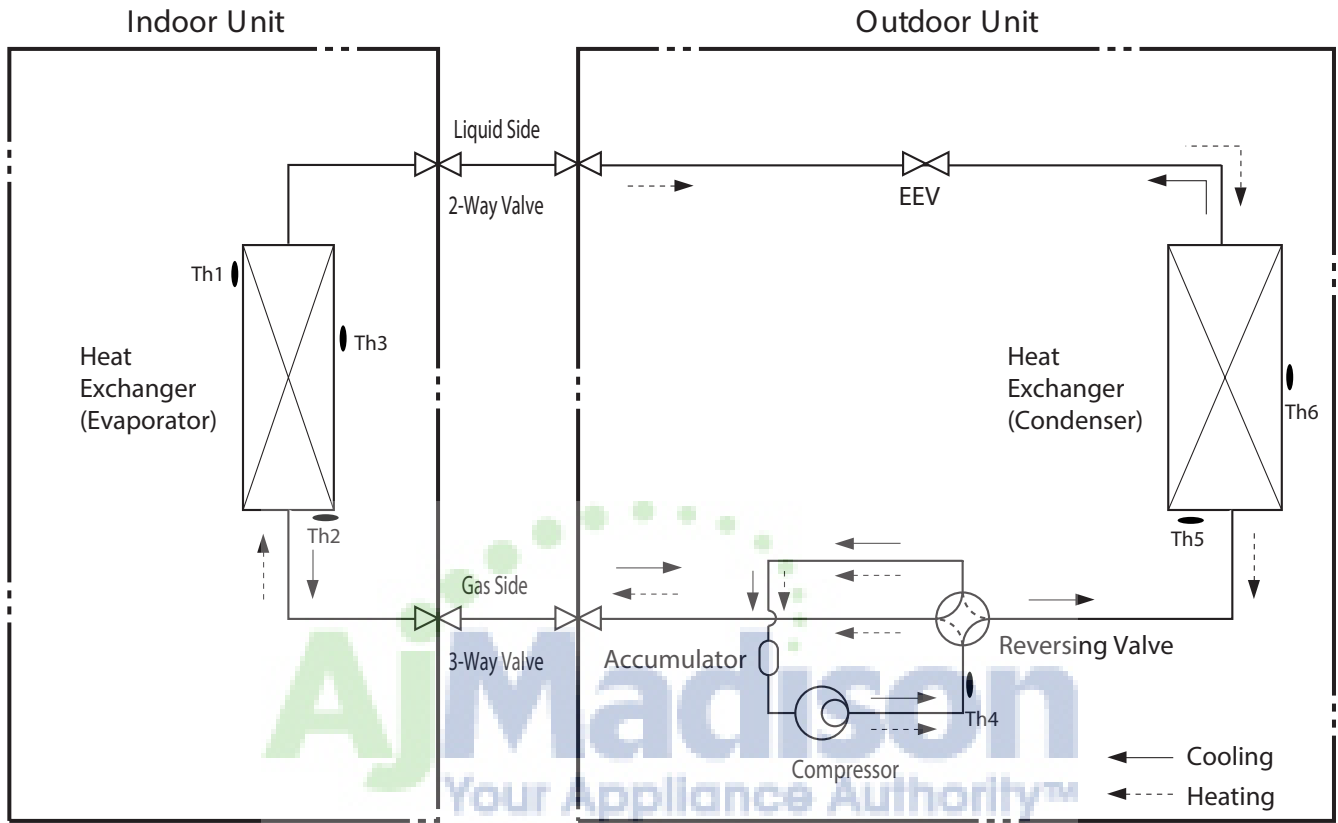 Indoor Unit
Outdoor Unit
Liquid Side
2-Way Valve
EEV
Th1
Th3
Heat
Exchanger
(Evaporator)
Heat
Exchanger
(Condenser)
Th6
Th2
Th5
Gas Side
3-Way Valve
Accumulator
Reversing Valve
Th4
Compressor
Cooling
Heating
AjMadison
Your Appliance Authority™